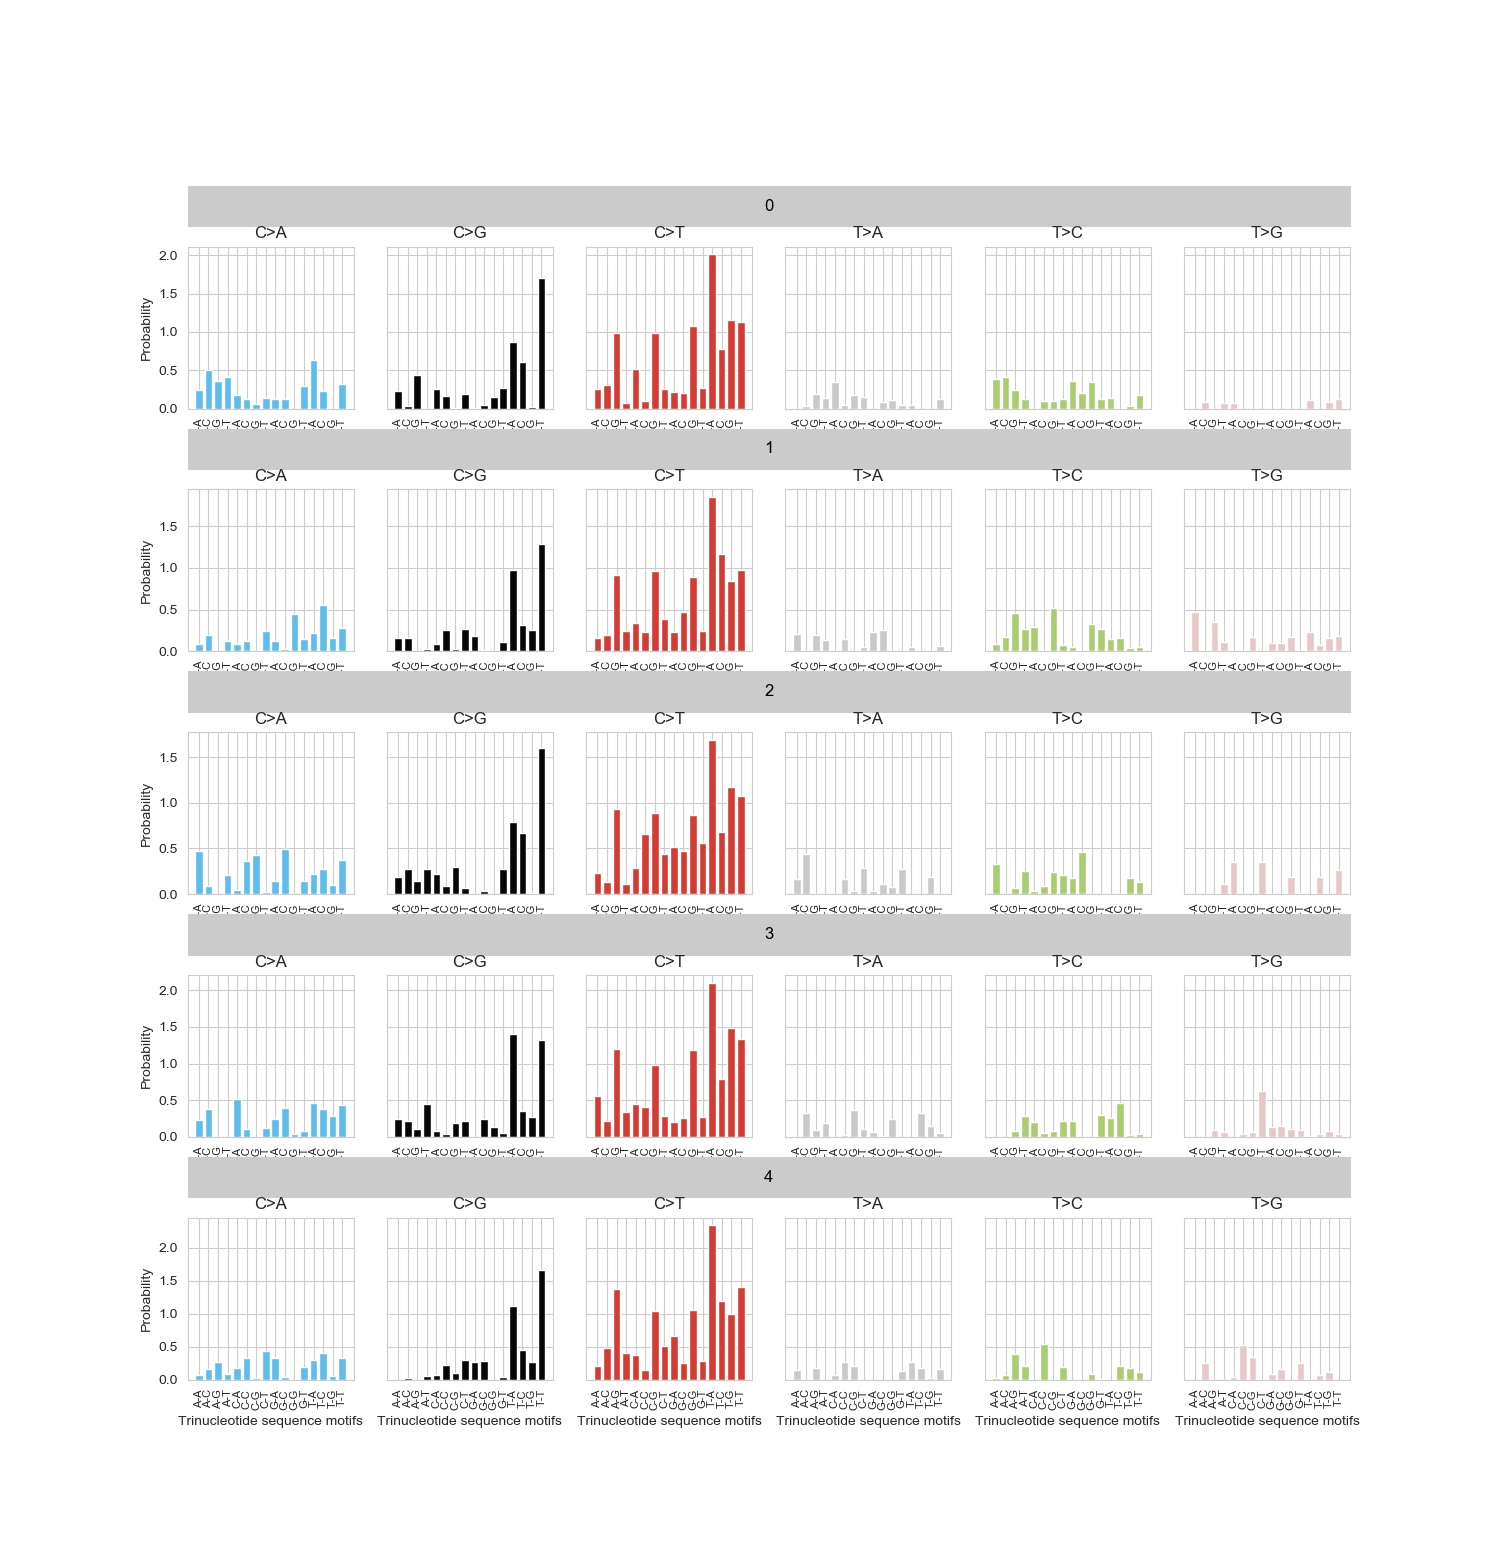 0
C>A C>G C>T T>A T>C T>G
2.0
1.5
1.0
0.5
0.0
Probability
1
C>A C>G C>T T>A T>C T>G
1.5
1.0
0.5
0.0
Probability
2
C>A C>G C>T T>A T>C T>G
1.5
1.0
0.5
0.0
Probability
3
C>A C>G C>T T>A T>C T>G
2.0
1.5
1.0
0.5
0.0
Probability
4
C>A C>G C>T T>A T>C T>G
2.0
1.5
1.0
0.5
0.0
Probability
A-A A-C A-G A-T C-A C-C C-G C-T G-A G-C G-G G-T T-A T-C T-G T-T
A-A A-C A-G A-T C-A C-C C-G C-T G-A G-C G-G G-T T-A T-C T-G T-T
A-A A-C A-G A-T C-A C-C C-G C-T G-A G-C G-G G-T T-A T-C T-G T-T
A-A A-C A-G A-T C-A C-C C-G C-T G-A G-C G-G G-T T-A T-C T-G T-T
A-A A-C A-G A-T C-A C-C C-G C-T G-A G-C G-G G-T T-A T-C T-G T-T
A-A A-C A-G A-T C-A C-C C-G C-T G-A G-C G-G G-T T-A T-C T-G T-T
Trinucleotide sequence motifs Trinucleotide sequence motifs Trinucleotide sequence motifs Trinucleotide sequence motifs Trinucleotide sequence motifs Trinucleotide sequence motifs